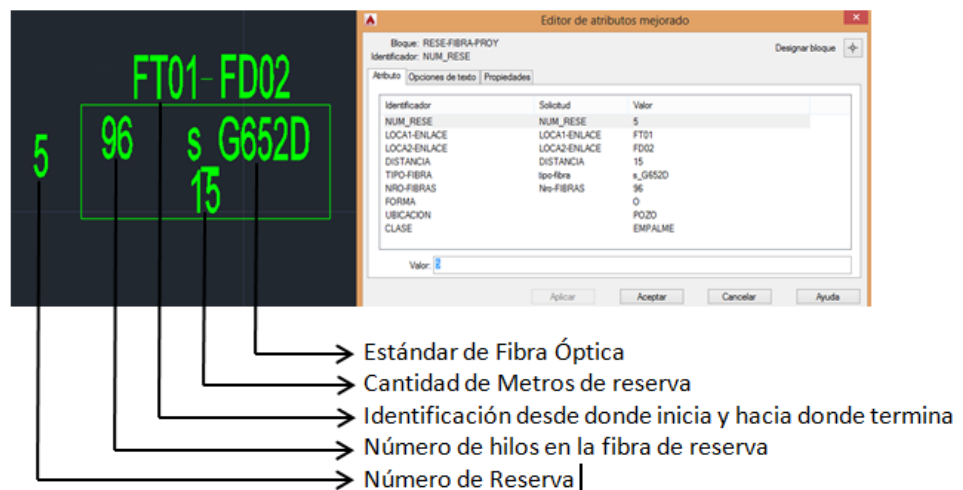 FT01-FD02
5
96 s_G652D
15
Editor de atributos mejorado
Bloque: RESE-FIBRA-PROY
Identificador: NUM_RESE
Designar bloque
Atributo Opciones de texto Propiedades
Identificador Solicitud Valor
NUM_RESE NUM_RESE 5
LOCA1-ENLACE LOCA1-ENLACE FT01
LOCA2-ENLACE LOCA2-ENLACE FD02
DISTANCIA DISTANCIA 15
TIPO-FIBRA tipo-fibra s_G652D
NRO-FIBRAS Nro-FIBRAS 96
FORMA O
UBICACION POZO
CLASE EMPALME
Valor: 5
Aplicar Aceptar Cancelar Ayuda
Estándar de Fibra Óptica
Cantidad de Metros de reserva
Identificación desde donde inicia y hacia donde termina
Número de hilos en la fibra de reserva
Número de Reserva